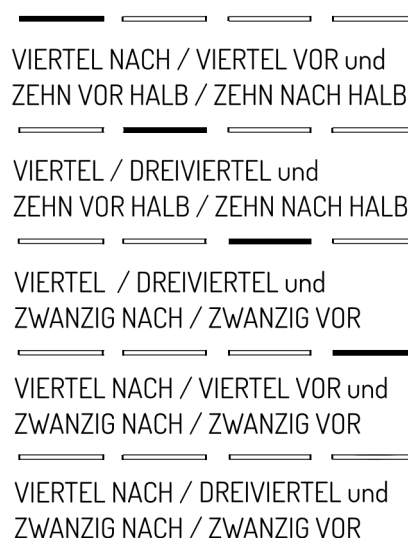 VIERTEL NACH / VIERTEL VOR und
ZEHN VOR HALB / ZEHN NACH HALB
VIERTEL / DREIVIERTEL und
ZEHN VOR HALB / ZEHN NACH HALB
VIERTEL / DREIVIERTEL und
ZWANZIG NACH / ZWANZIG VOR
VIERTEL NACH / VIERTEL VOR und
ZWANZIG NACH / ZWANZIG VOR
VIERTEL NACH / DREIVIERTEL und
ZWANZIG NACH / ZWANZIG VOR